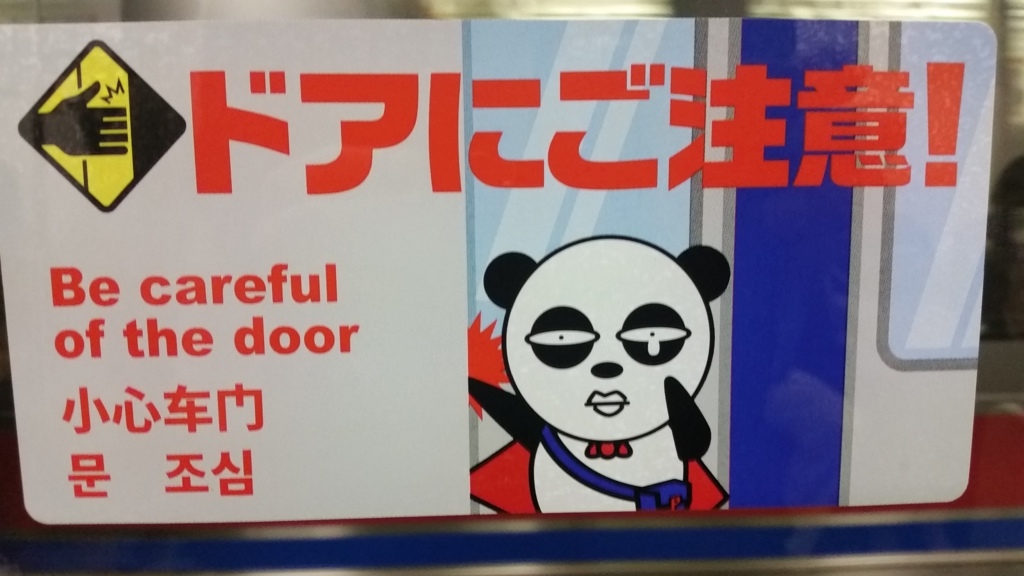 ドアにご注意!
Be careful
of the door
小心车门
문 조심